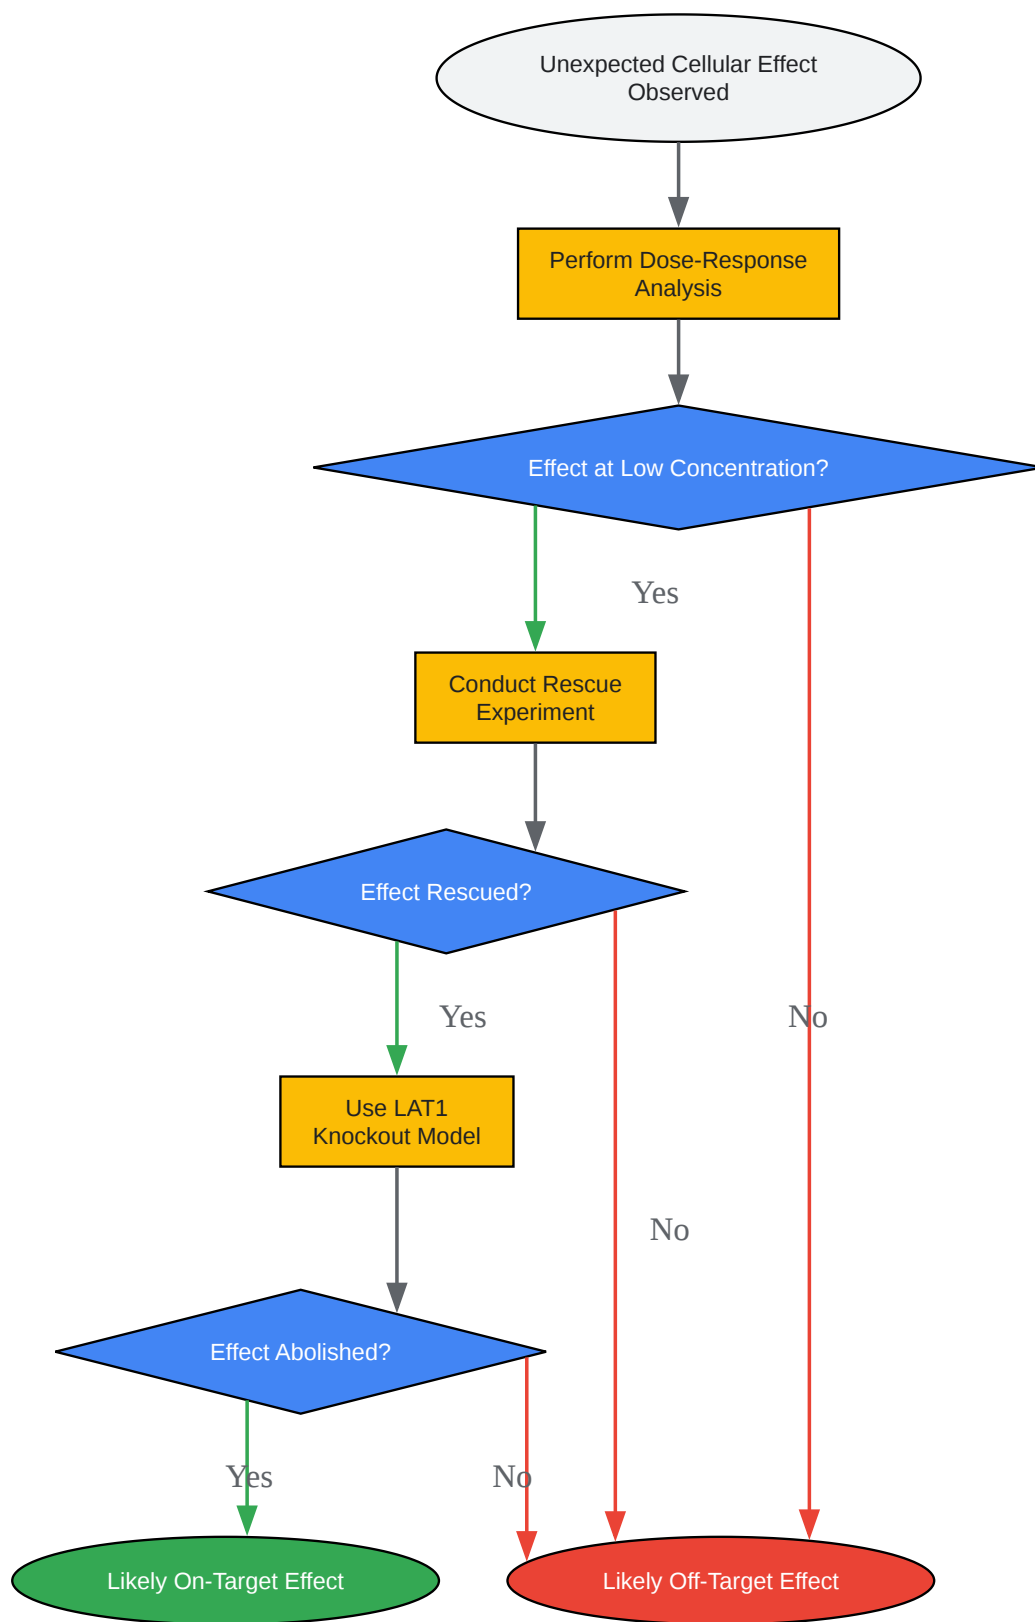 Unexpected Cellular Effect
Observed
Perform Dose-Response
Analysis
Effect at Low Concentration?
Yes
Conduct Rescue
Experiment
Effect Rescued?
Yes
No
Use LAT1
Knockout Model
No
Effect Abolished?
Yes
No
Likely On-Target Effect
Likely Off-Target Effect